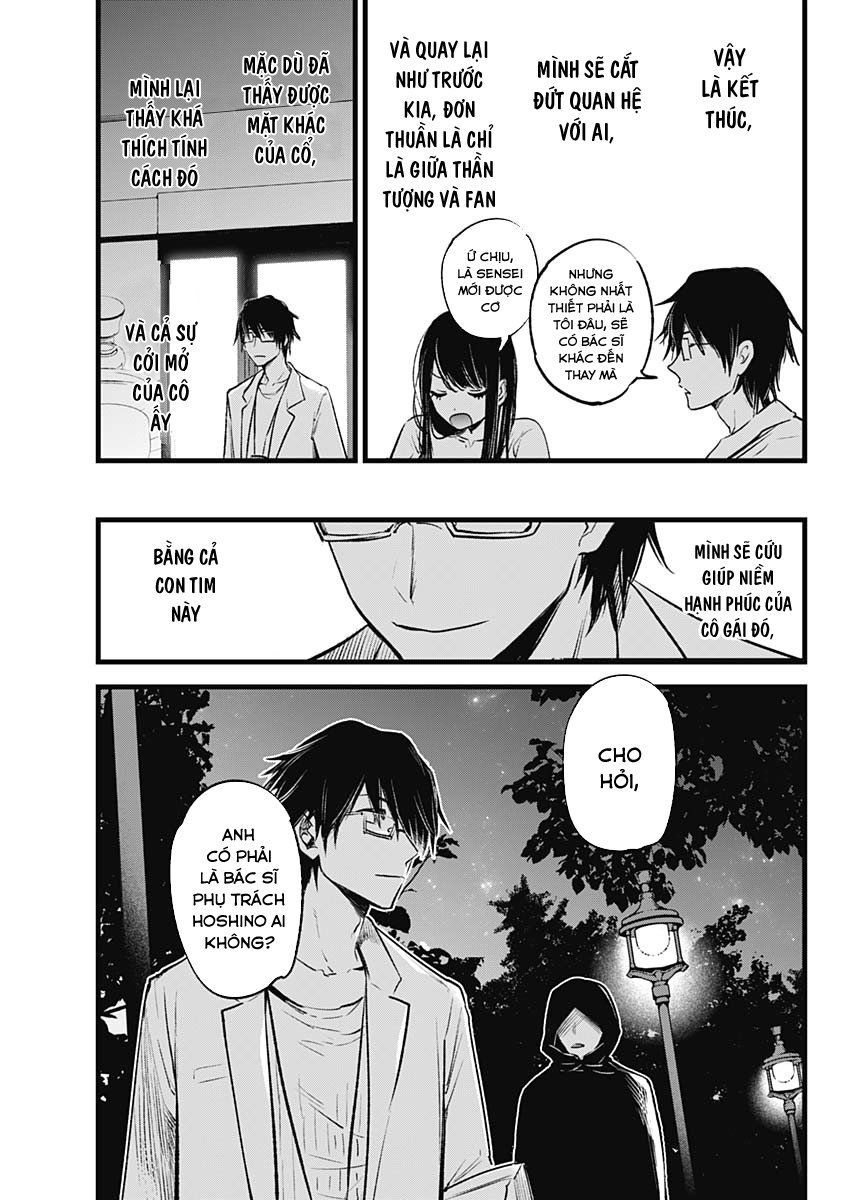 VẬY
LÀ KẾT
THÚC,
MÌNH SẼ CẮT
ĐỨT QUAN HỆ
VỚI AI,
VÀ QUAY LẠI
NHƯ TRƯỚC
KIA, ĐƠN
THUẦN LÀ CHỈ
LÀ GIỮA THẦN
TƯỢNG VÀ FAN
NHƯNG
KHÔNG NHẤT
THIẾT PHẢI LÀ
TÔI ĐÂU, SẼ
CÓ BÁC SĨ
KHÁC ĐẾN
THAY MÀ
Ứ CHỊU,
LÀ SENSEI
MỚI ĐƯỢC
CƠ
MẶC DÙ ĐÃ
THẤY ĐƯỢC
MẶT KHÁC
CỦA CỔ,
MÌNH LẠI
THẤY KHÁ
THÍCH TÍNH
CÁCH ĐÓ
VÀ CẢ SỰ
CỞI MỞ
CỦA CÔ
ẤY
MÌNH SẼ CỨU
GIÚP NIỀM
HẠNH PHÚC CỦA
CÔ GÁI ĐÓ,
BẰNG CẢ
CON TIM
NÀY
CHO
HỎI,
ANH
CÓ PHẢI
LÀ BÁC SĨ
PHỤ TRÁCH
HOSHINO AI
KHÔNG?